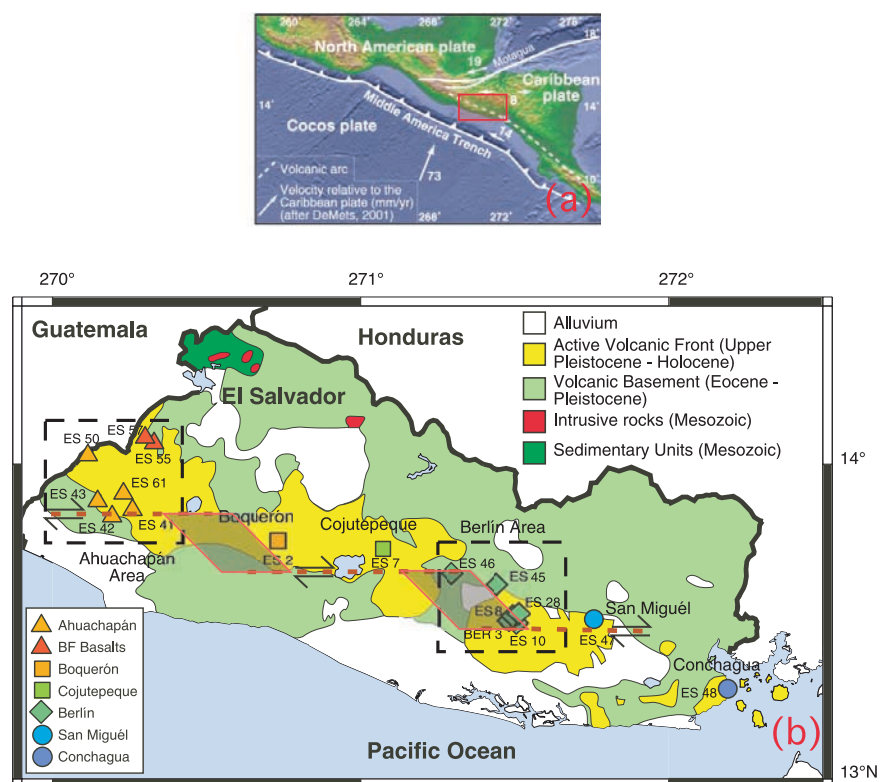 260°
264°
268°
272°
276°
18°
North American plate
19
Motagua
Caribbean
plate
8
14°
14°
Middle America Trench
Cocos plate
14
Volcanic arc
73
10°
Velocity relative to the
Caribbean plate (mm/yr)
(after DeMets, 2001)
268°
272°
(a)
270°
271°
272°
Guatemala
Honduras
El Salvador
Alluvium
Active Volcanic Front (Upper
Pleistocene - Holocene)
Volcanic Basement (Eocene -
Pleistocene)
Intrusive rocks (Mesozoic)
Sedimentary Units (Mesozoic)
14°
ES 50
ES 57
ES 55
ES 43
ES 61
ES 42
ES 41
Ahuachapán
Area
Boquerón
ES 2
Cojutépeque
ES 7
Berlín Area
ES 46
ES 45
ES 28
ES 8
BER 3
ES 10
San Miguél
ES 47
Conchagua
ES 48
Ahuachapán
BF Basalts
Boquerón
Cojutepeque
Berlín
San Miguél
Conchagua
Pacific Ocean
(b)
13°N